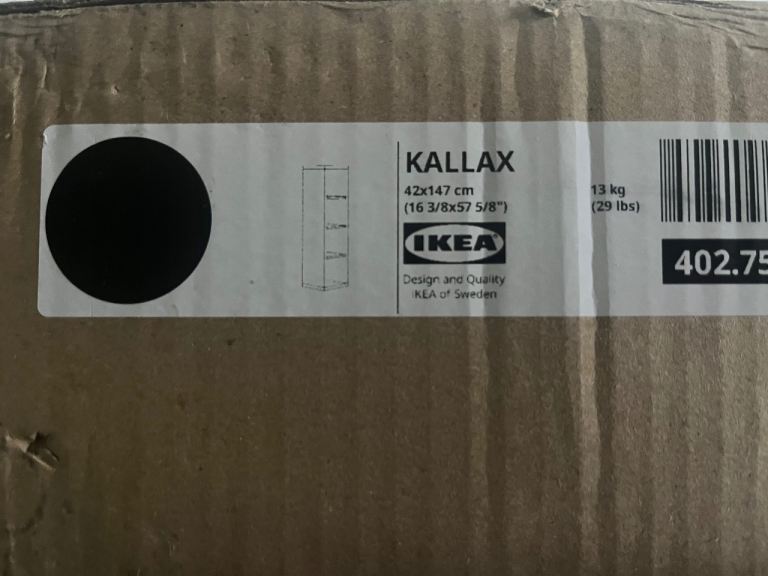 KALLAX
42x147 cm
(16 3/8x57 5/8")
13 kg
(29 lbs)
IKEA
Design and Quality
IKEA of Sweden
402.75